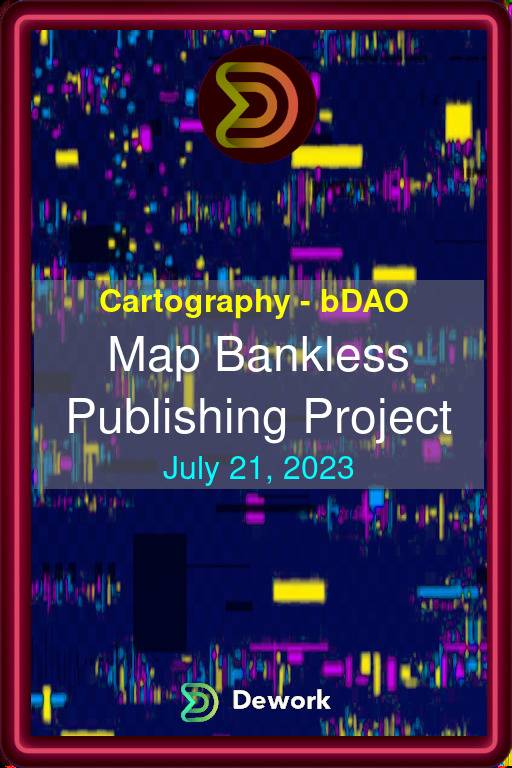 Cartography - bDAO
Map Bankless
Publishing Project
July 21, 2023
Dework